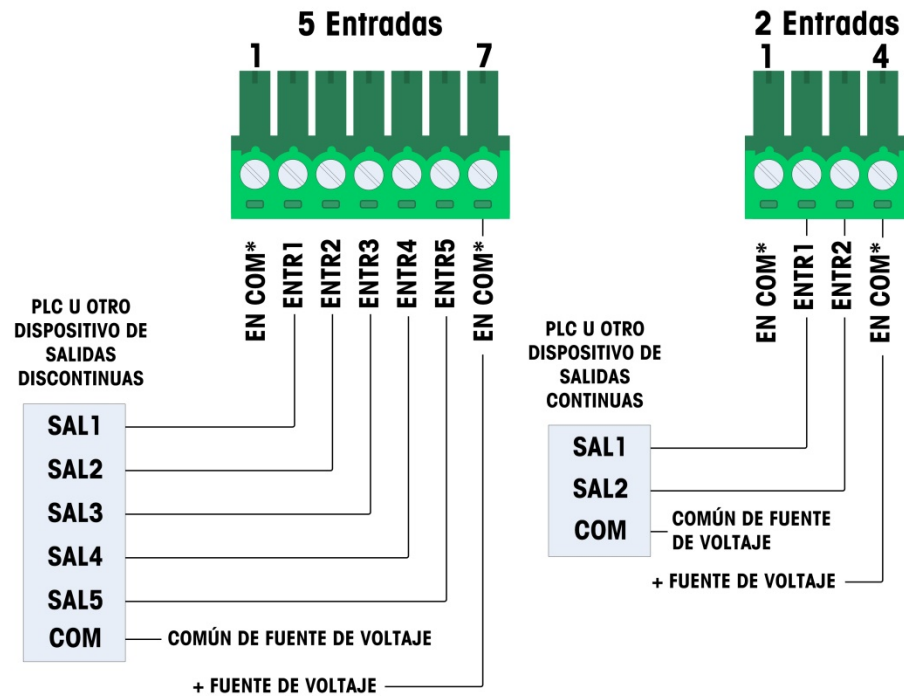 5 Entradas
1
7
EN COM*
ENTR1
ENTR2
ENTR3
ENTR4
ENTR5
EN COM*
PLC U OTRO
DISPOSITIVO DE
SALIDAS
DISCONTINUAS
SAL1
SAL2
SAL3
SAL4
SAL5
COM
COMÚN DE FUENTE DE VOLTAJE
+ FUENTE DE VOLTAJE
2 Entradas
1
4
EN COM*
ENTR1
ENTR2
EN COM*
PLC U OTRO
DISPOSITIVO DE
SALIDAS
CONTINUAS
SAL1
SAL2
COM
COMÚN DE FUENTE
DE VOLTAJE
+ FUENTE DE VOLTAJE